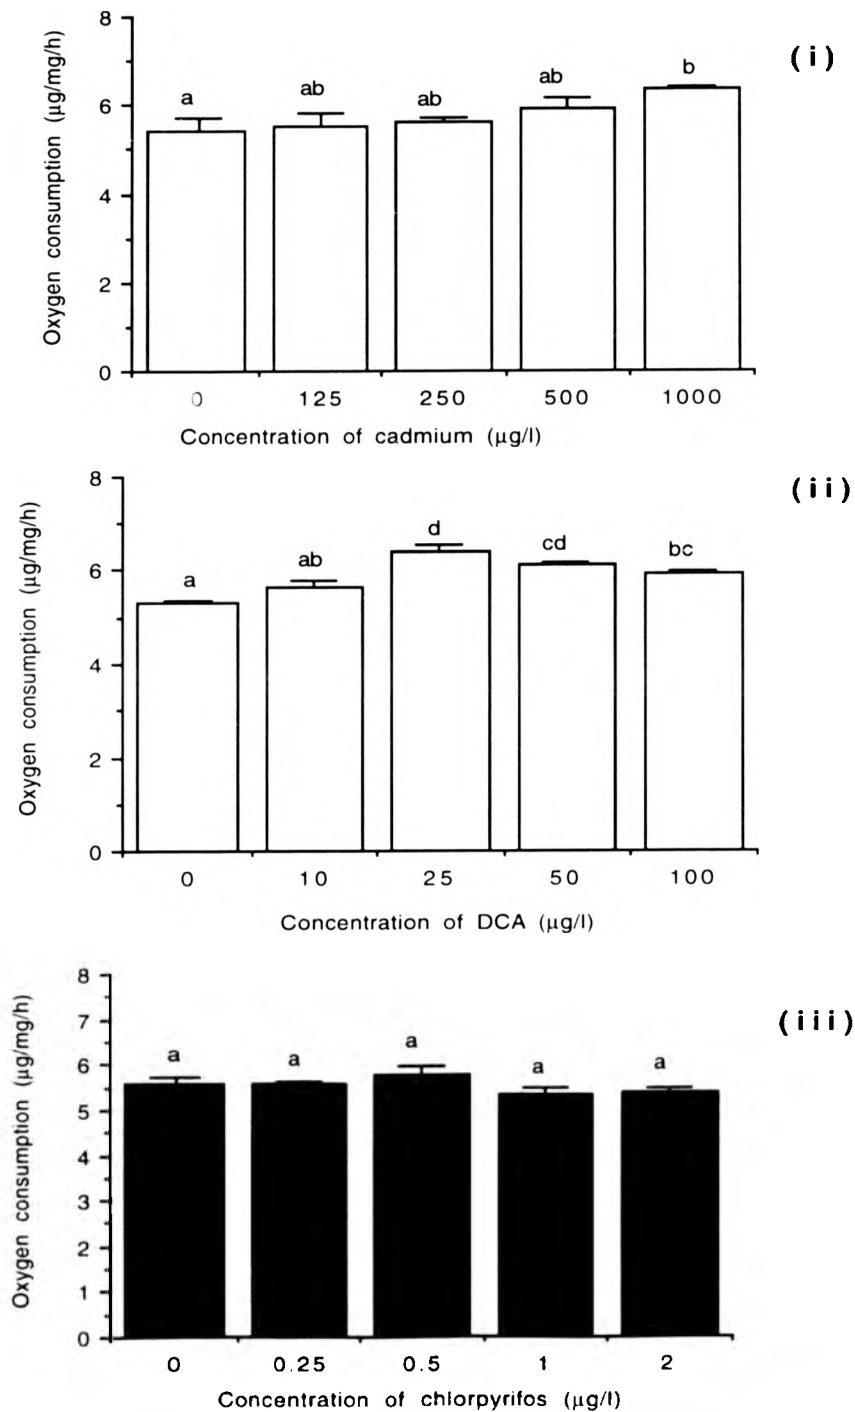 (i)
Oxygen consumption (µg/mg/h)
8
6
4
2
0
a
ab
ab
ab
b
0 125 250 500 1000
Concentration of cadmium (µg/l)
(ii)
Oxygen consumption (µg/mg/h)
8
6
4
2
0
a
ab
d
cd
bc
0 10 25 50 100
Concentration of DCA (µg/l)
(iii)
Oxygen consumption (µg/mg/h)
8
7
6
5
4
3
2
1
0
a
a
a
a
a
0 0.25 0.5 1 2
Concentration of chlorpyrifos (µg/l)